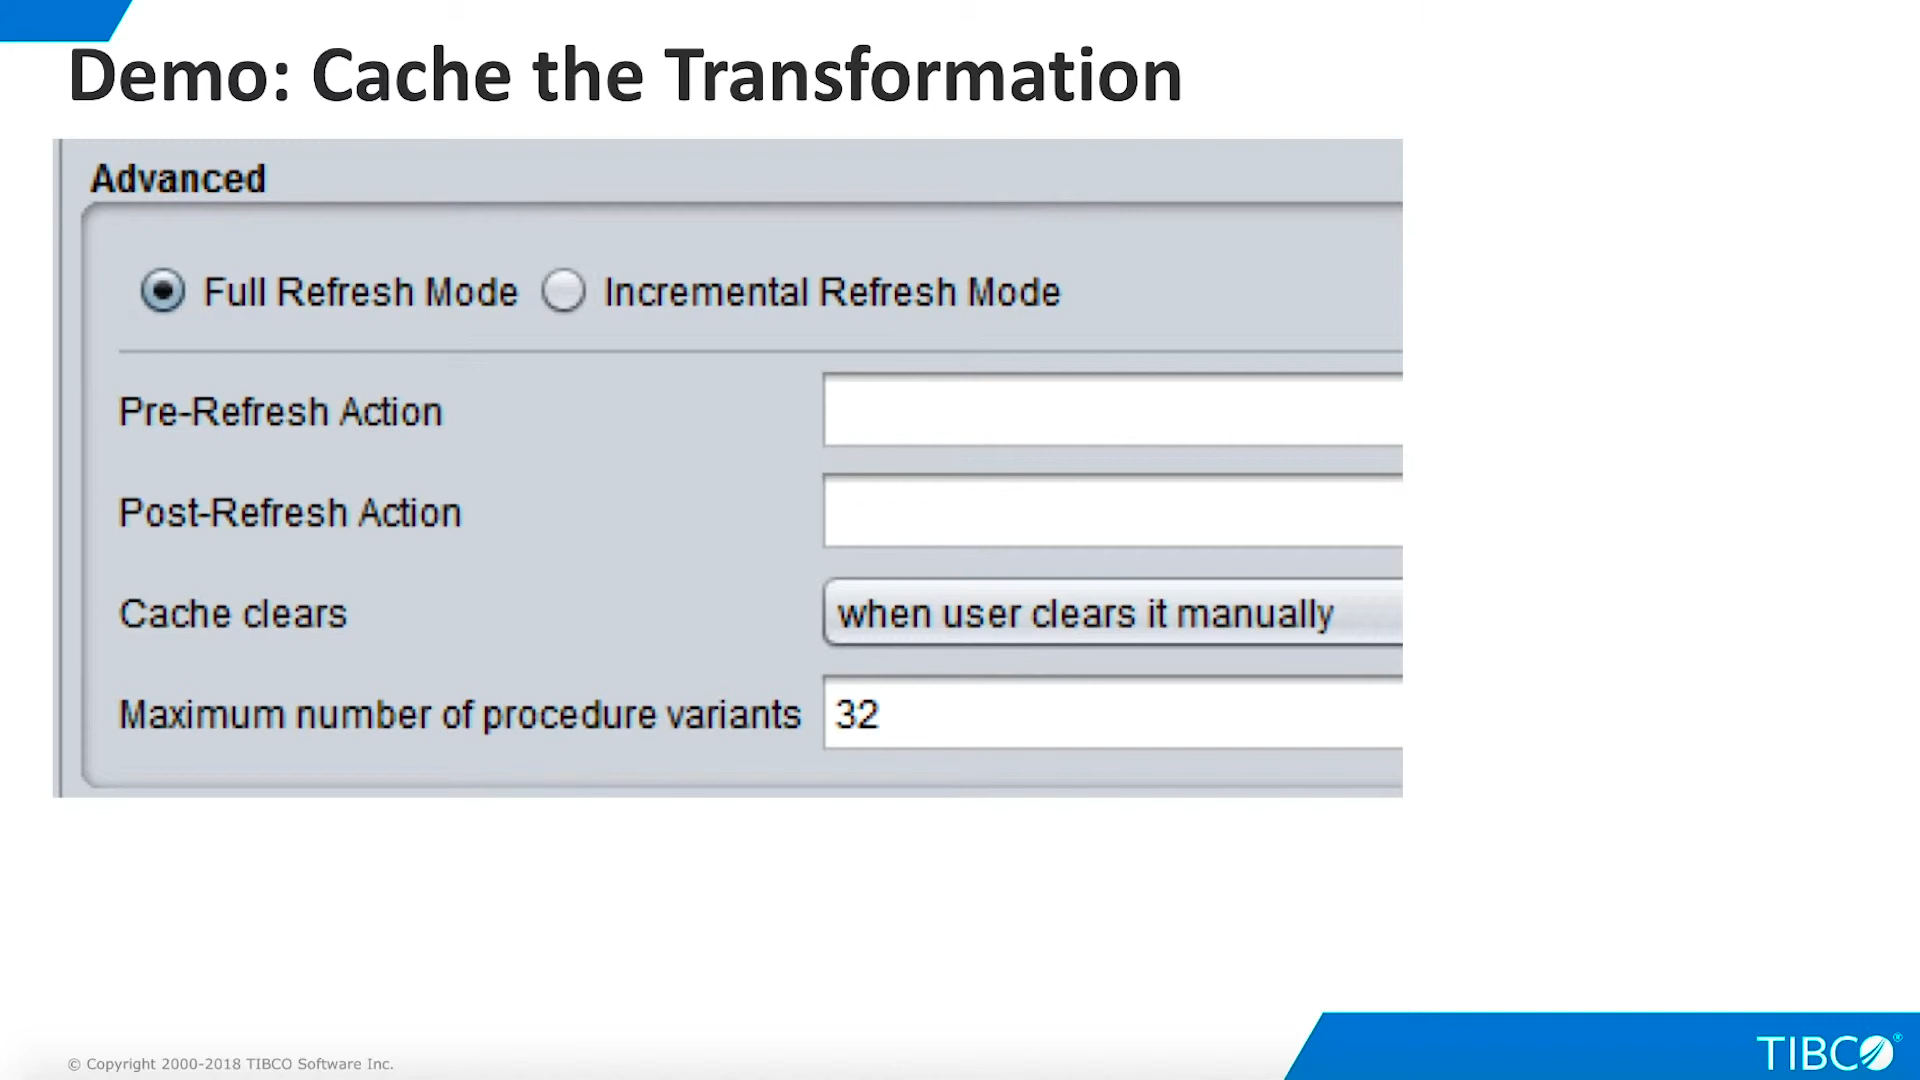 Demo: Cache the Transformation
Advanced
Full Refresh Mode Incremental Refresh Mode
Pre-Refresh Action
Post-Refresh Action
Cache clears when user clears it manually
Maximum number of procedure variants 32
© Copyright 2000-2018 TIBCO Software Inc.
TIBCO®